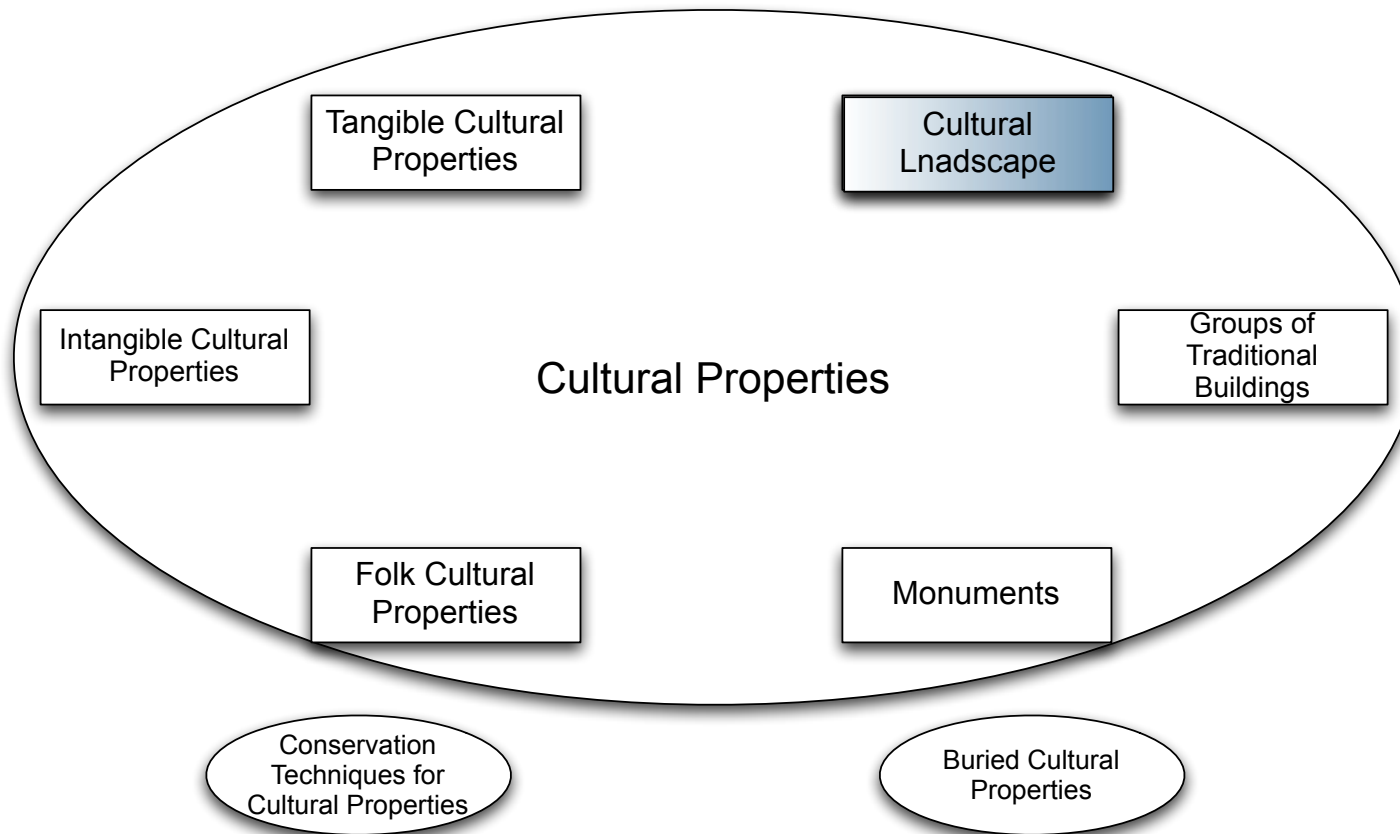 Tangible Cultural
Properties
Cultural
Lnadscape
Intangible Cultural
Properties
Cultural Properties
Groups of
Traditional
Buildings
Folk Cultural
Properties
Monuments
Conservation
Techniques for
Cultural Properties
Buried Cultural
Properties